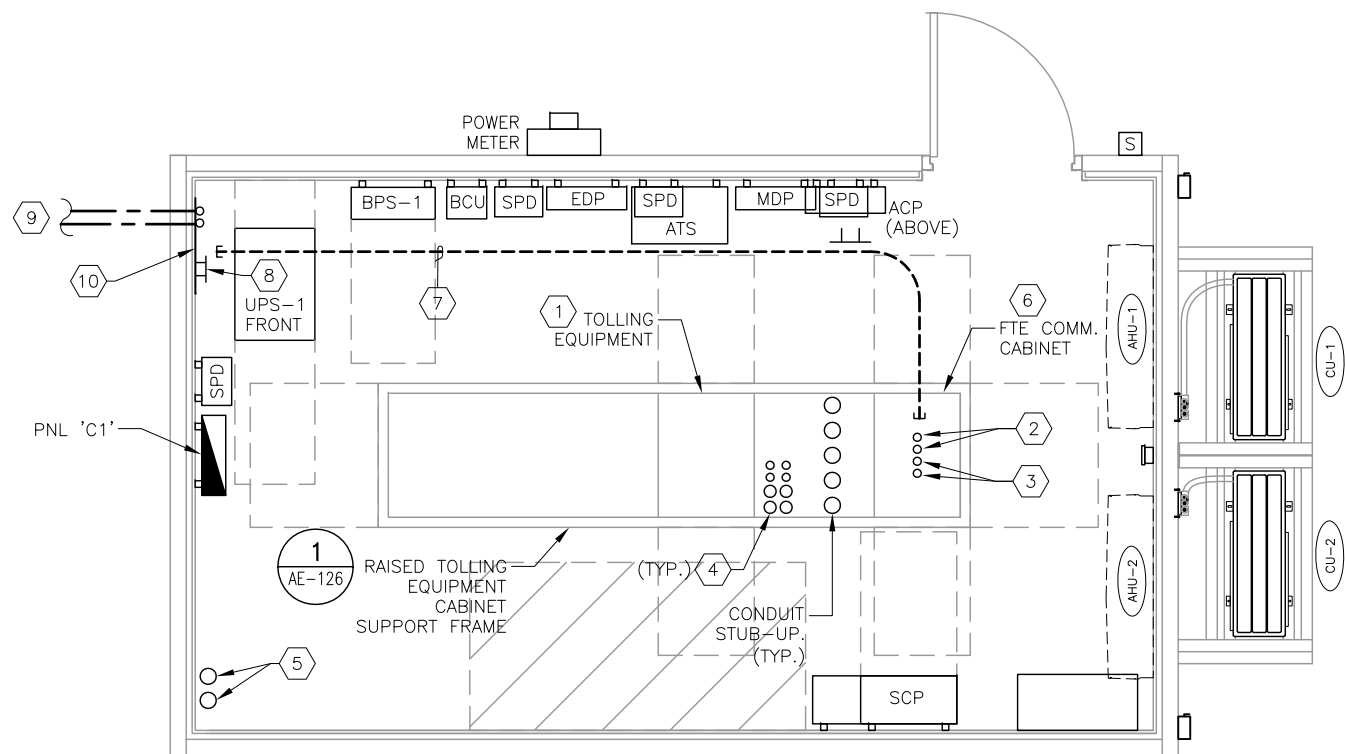 POWER
METER
S
9
BPS-1
BCU
SPD
EDP
SPD
ATS
MDP
SPD
ACP
(ABOVE)
10
8
7
UPS-1
FRONT
1
TOLLING
EQUIPMENT
6
FTE COMM.
CABINET
AHU-1
CU-1
SPD
PNL 'C1'
2
3
1
AE-126
RAISED TOLLING
EQUIPMENT
CABINET
SUPPORT FRAME
(TYP.)
4
CONDUIT
STUB-UP.
(TYP.)
AHU-2
CU-2
5
SCP